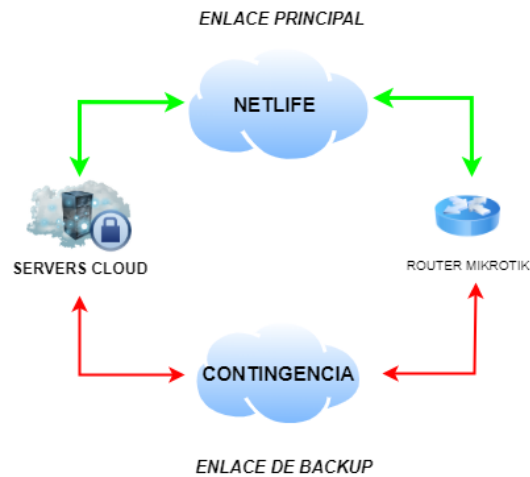 ENLACE PRINCIPAL
NETLIFE
SERVERS CLOUD
ROUTER MIKROTIK
CONTINGENCIA
ENLACE DE BACKUP